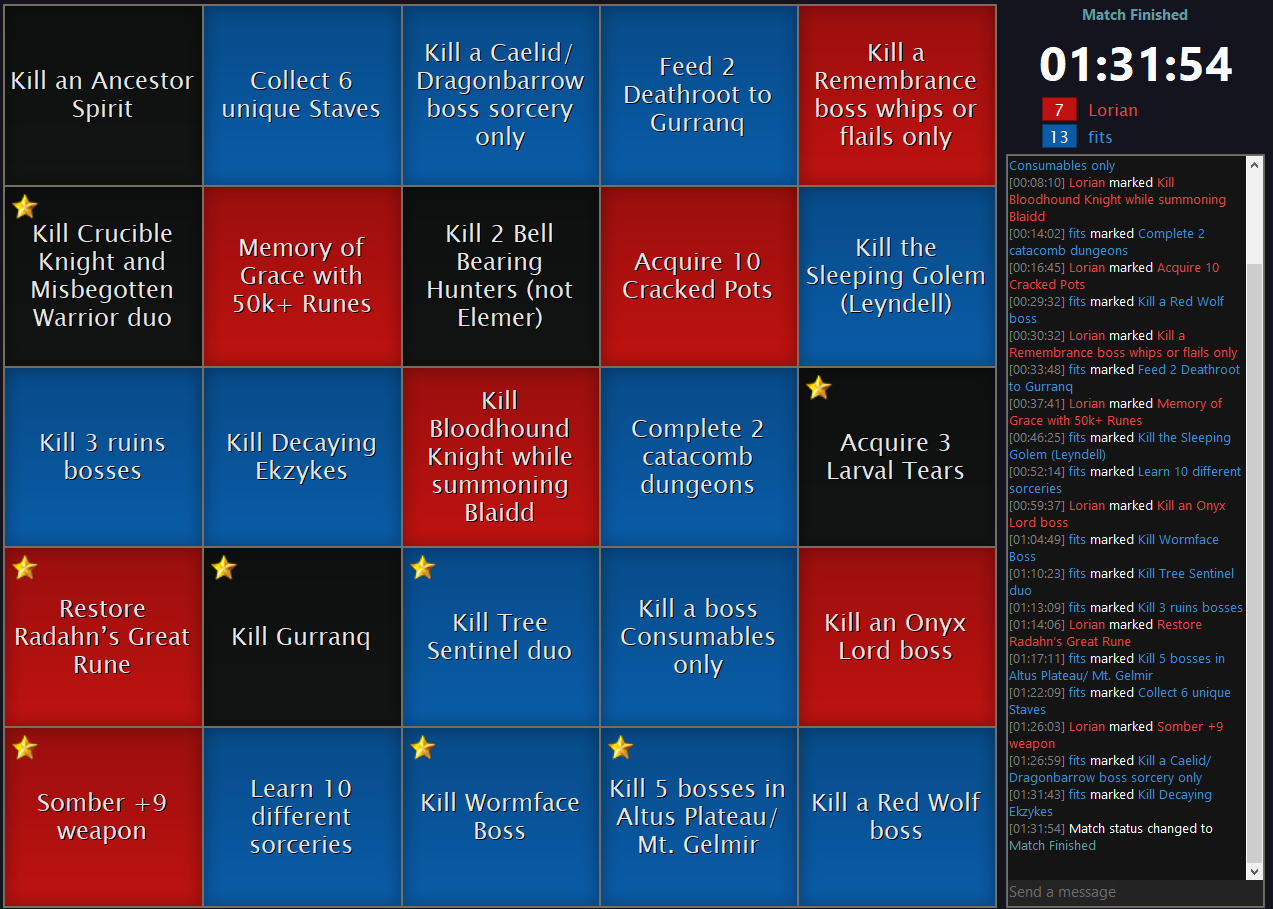 Kill an Ancestor
Spirit
Collect 6
unique Staves
Kill a Caelid/
Dragonbarrow
boss sorcery
only
Feed 2
Deathroot to
Gurranq
Kill a
Remembrance
boss whips or
flails only
Kill Crucible
Knight and
Misbegotten
Warrior duo
Memory of
Grace with
50k+ Runes
Kill 2 Bell
Bearing
Hunters (not
Elemer)
Acquire 10
Cracked Pots
Kill the
Sleeping Golem
(Leyndell)
Kill 3 ruins
bosses
Kill Decaying
Ekzykes
Kill
Bloodhound
Knight while
summoning
Blaidd
Complete 2
catacomb
dungeons
Acquire 3
Larval Tears
Restore
Radahn's Great
Rune
Kill Gurranq
Kill Tree
Sentinel duo
Kill a boss
Consumables
only
Kill an Onyx
Lord boss
Somber +9
weapon
Learn 10
different
sorceries
Kill Wormface
Boss
Kill 5 bosses in
Altus Plateau/
Mt. Gelmir
Kill a Red Wolf
boss
Match Finished
01:31:54
7 Lorian
13 fits
Consumables only
[00:08:10] Lorian marked Kill
Bloodhound Knight while summoning
Blaidd
[00:14:02] fits marked Complete 2
catacomb dungeons
[00:16:45] Lorian marked Acquire 10
Cracked Pots
[00:29:32] fits marked Kill a Red Wolf
boss
[00:30:32] Lorian marked Kill a
Remembrance boss whips or flails only
[00:33:48] fits marked Feed 2 Deathroot
to Gurranq
[00:37:41] Lorian marked Memory of
Grace with 50k+ Runes
[00:46:25] fits marked Kill the Sleeping
Golem (Leyndell)
[00:52:14] fits marked Learn 10 different
sorceries
[00:59:37] Lorian marked Kill an Onyx
Lord boss
[01:04:49] fits marked Kill Wormface
Boss
[01:10:23] fits marked Kill Tree Sentinel
duo
[01:13:09] fits marked Kill 3 ruins bosses
[01:14:06] Lorian marked Restore
Radahn's Great Rune
[01:17:11] fits marked Kill 5 bosses in
Altus Plateau/ Mt. Gelmir
[01:22:09] fits marked Collect 6 unique
Staves
[01:26:03] Lorian marked Somber +9
weapon
[01:26:59] fits marked Kill a Caelid/
Dragonbarrow boss sorcery only
[01:31:43] fits marked Kill Decaying
Ekzykes
[01:31:54] Match status changed to
Match Finished
Send a message